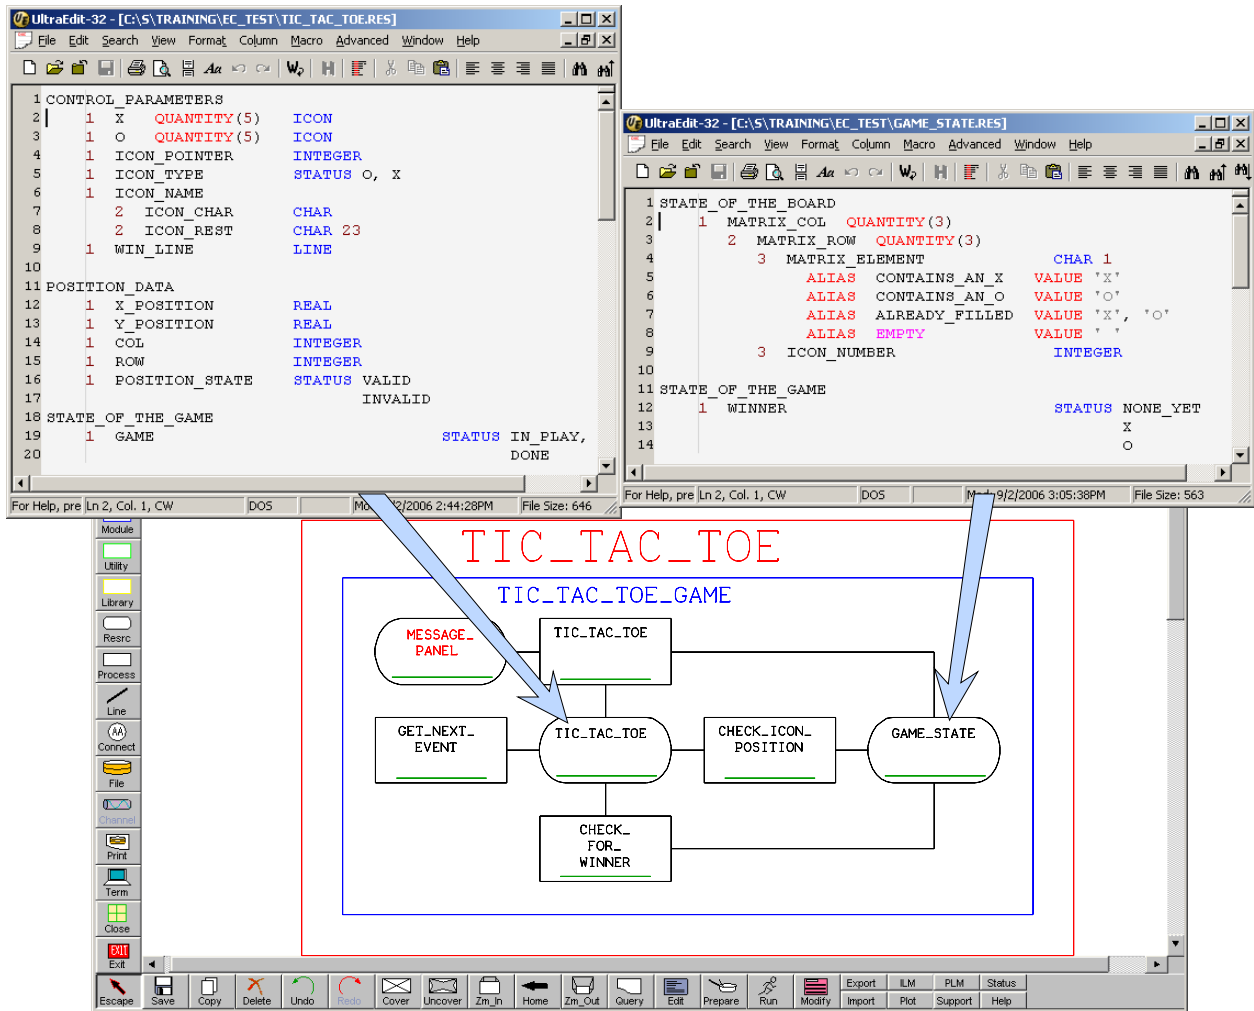 UltraEdit-32 - [C:\S\TRAINING\EC_TEST\TIC_TAC_TOE.RES]
File Edit Search View Format Column Macro Advanced Window Help
1 CONTROL_PARAMETERS
2 1 X QUANTITY(5) ICON
3 1 O QUANTITY(5) ICON
4 1 ICON_POINTER INTEGER
5 1 ICON_TYPE STATUS O, X
6 1 ICON_NAME
7 2 ICON_CHAR CHAR
8 2 ICON_REST CHAR 23
9 1 WIN_LINE LINE
10
11 POSITION_DATA
12 1 X_POSITION REAL
13 1 Y_POSITION REAL
14 1 COL INTEGER
15 1 ROW INTEGER
16 1 POSITION_STATE STATUS VALID
17 INVALID
18 STATE_OF_THE_GAME
19 1 GAME STATUS IN_PLAY,
20 DONE
For Help, pre Ln 2, Col. 1, CW DOS /2/2006 2:44:28PM File Size: 646
UltraEdit-32 - [C:\S\TRAINING\EC_TEST\GAME_STATE.RES]
File Edit Search View Format Column Macro Advanced Window Help
1 STATE_OF_THE_BOARD
2 1 MATRIX_COL QUANTITY(3)
3 2 MATRIX_ROW QUANTITY(3)
4 3 MATRIX_ELEMENT CHAR 1
5 ALIAS CONTAINS_AN_X VALUE 'X'
6 ALIAS CONTAINS_AN_O VALUE 'O'
7 ALIAS ALREADY_FILLED VALUE 'X', 'O'
8 ALIAS EMPTY VALUE ' '
9 3 ICON_NUMBER INTEGER
10
11 STATE_OF_THE_GAME
12 1 WINNER STATUS NONE_YET
13 X
14 O
For Help, pre Ln 2, Col. 1, CW DOS 9/2/2006 3:05:38PM File Size: 563
Module
Utility
Library
Resrc
Process
Line
AA
Connect
File
Channel
Print
Term
Close
EXIT
Exit
TIC_TAC_TOE
TIC_TAC_TOE_GAME
MESSAGE_
PANEL
TIC_TAC_TOE
GET_NEXT_
EVENT
TIC_TAC_TOE
CHECK_ICON_
POSITION
GAME_STATE
CHECK_
FOR_
WINNER
Escape Save Copy Delete Undo Redo Cover Uncover Zm_In Home Zm_Out Query Edit Prepare Run Modify
Export ILM PLM Status
Import Plot Support Help